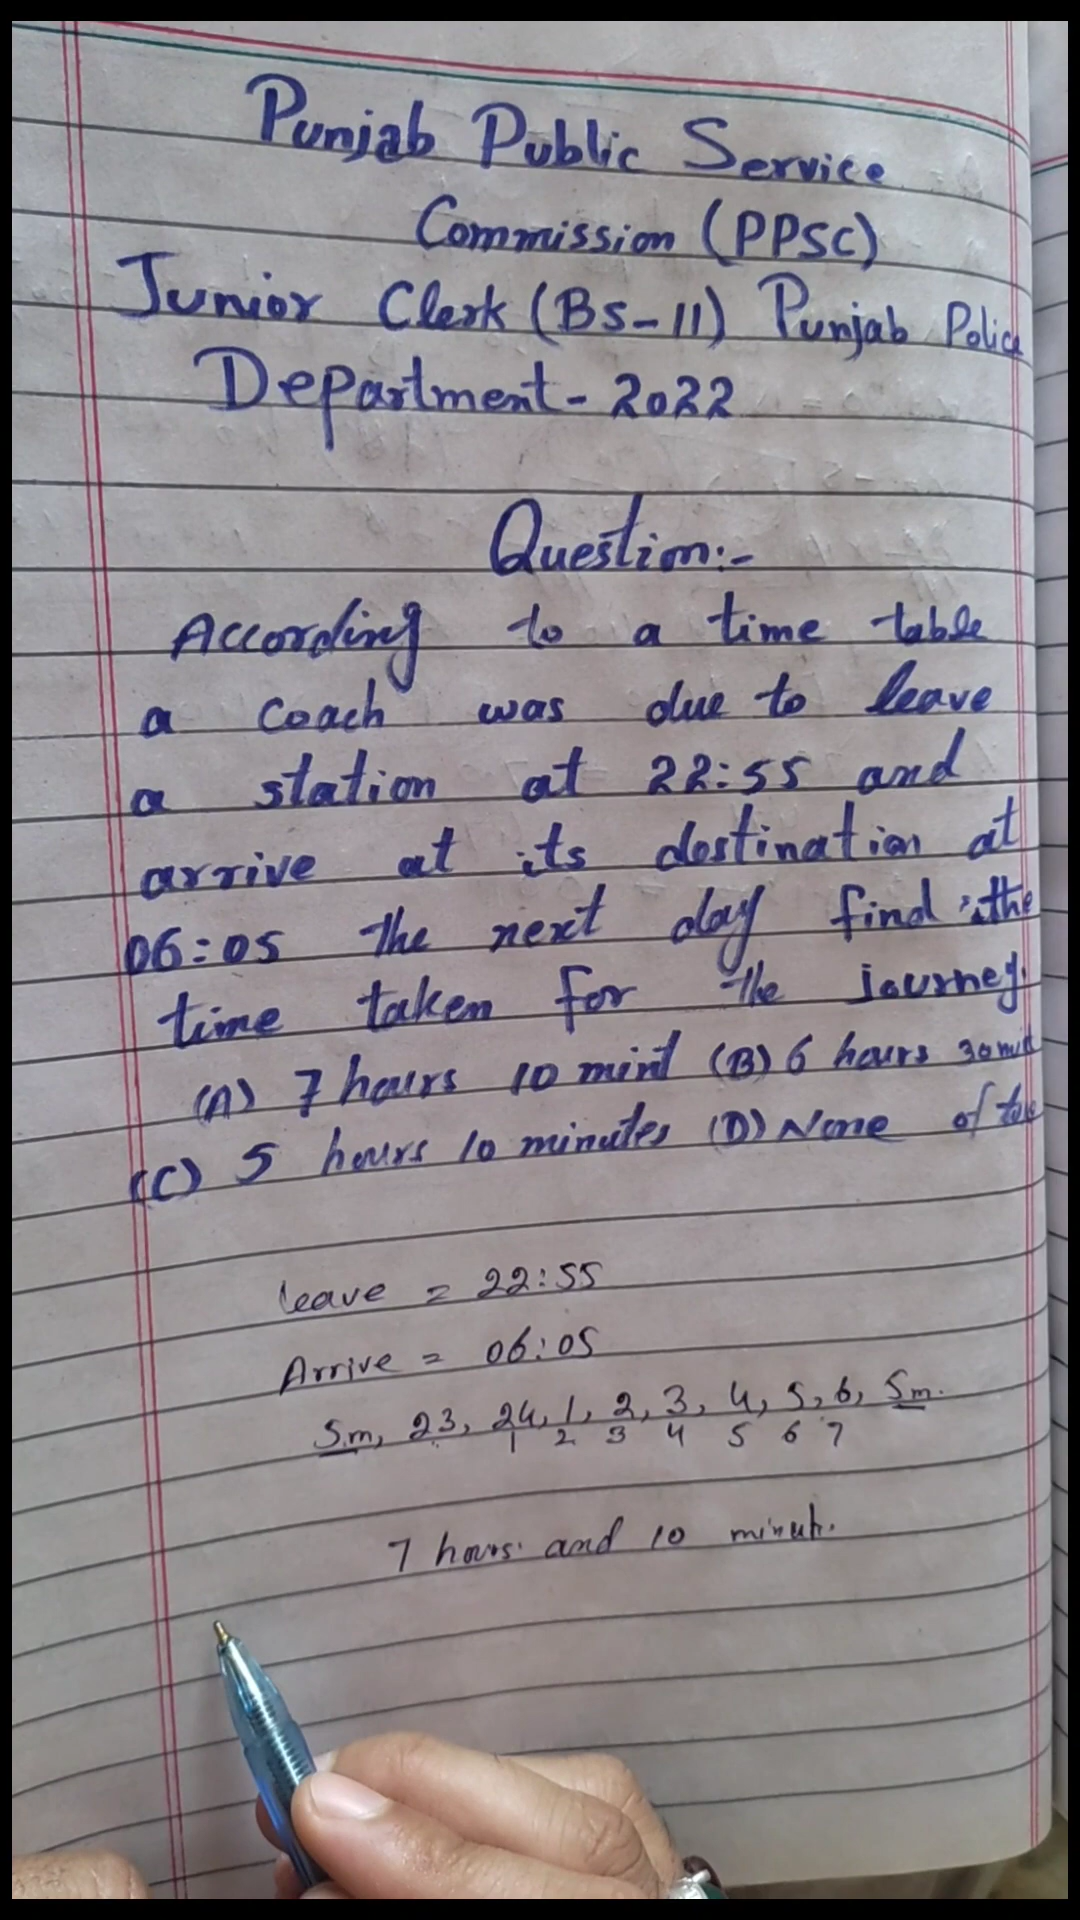 Punjab Public Service
Commission (PPSC)
Junior Clerk (BS-11) Punjab Police
Department - 2022
Question:-
According to a time table
a coach was due to leave
a station at 22:55 and
arrive at its destination at
06:05 the next day find the
time taken for the journey.
(A) 7 hours 10 mint (B) 6 hours 30 mint
(C) 5 hours 10 minutes (D) None of
leave = 22:55
Arrive = 06:05
5m, 23, 24, 1, 2, 3, 4, 5, 6, 5m.
1 2 3 4 5 6 7
7 hours and 10 minut.